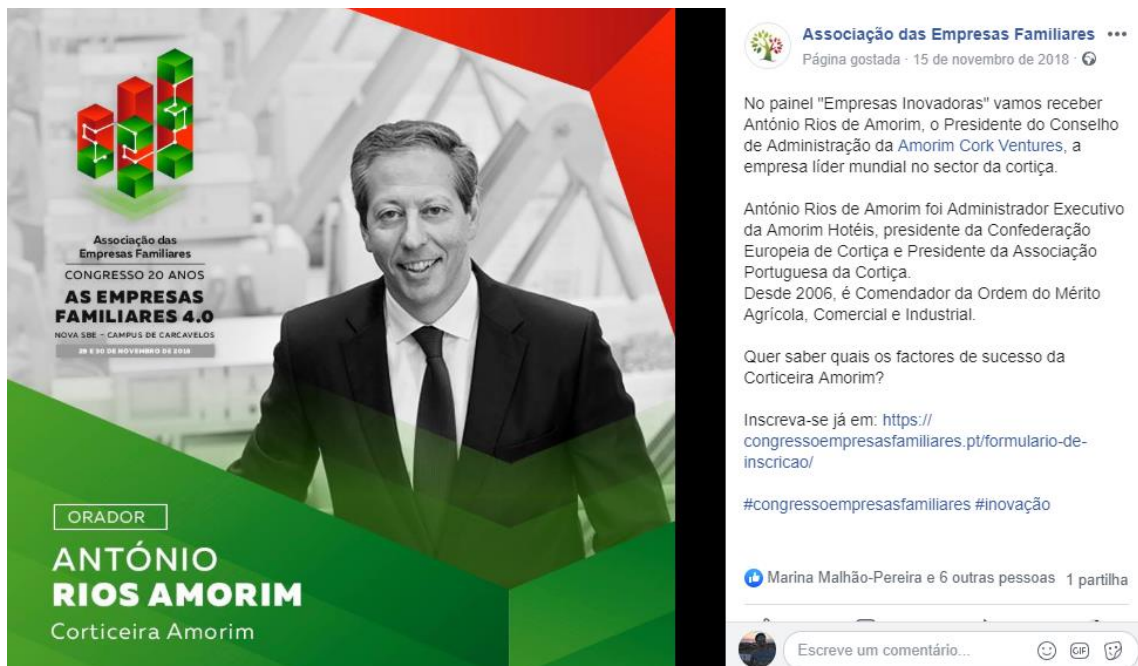 Associação das
Empresas Familiares
CONGRESSO 20 ANOS
AS EMPRESAS
FAMILIARES 4.0
NOVA SBE – CAMPUS DE CARCAVELOS
29 E 30 DE NOVEMBRO DE 2018
ORADOR
ANTÓNIO
RIOS AMORIM
Corticeira Amorim
Associação das Empresas Familiares
Página gostada · 15 de novembro de 2018 ·
No painel "Empresas Inovadoras" vamos receber
António Rios de Amorim, o Presidente do Conselho
de Administração da Amorim Cork Ventures, a
empresa líder mundial no sector da cortiça.
António Rios de Amorim foi Administrador Executivo
da Amorim Hotéis, presidente da Confederação
Europeia de Cortiça e Presidente da Associação
Portuguesa da Cortiça.
Desde 2006, é Comendador da Ordem do Mérito
Agrícola, Comercial e Industrial.
Quer saber quais os factores de sucesso da
Corticeira Amorim?
Inscreva-se já em: https://
congressoempresasfamiliares.pt/formulario-de-
inscricao/
#congressoempresasfamiliares #inovação
Marina Malhão-Pereira e 6 outras pessoas 1 partilha
Escreve um comentário...
GIF